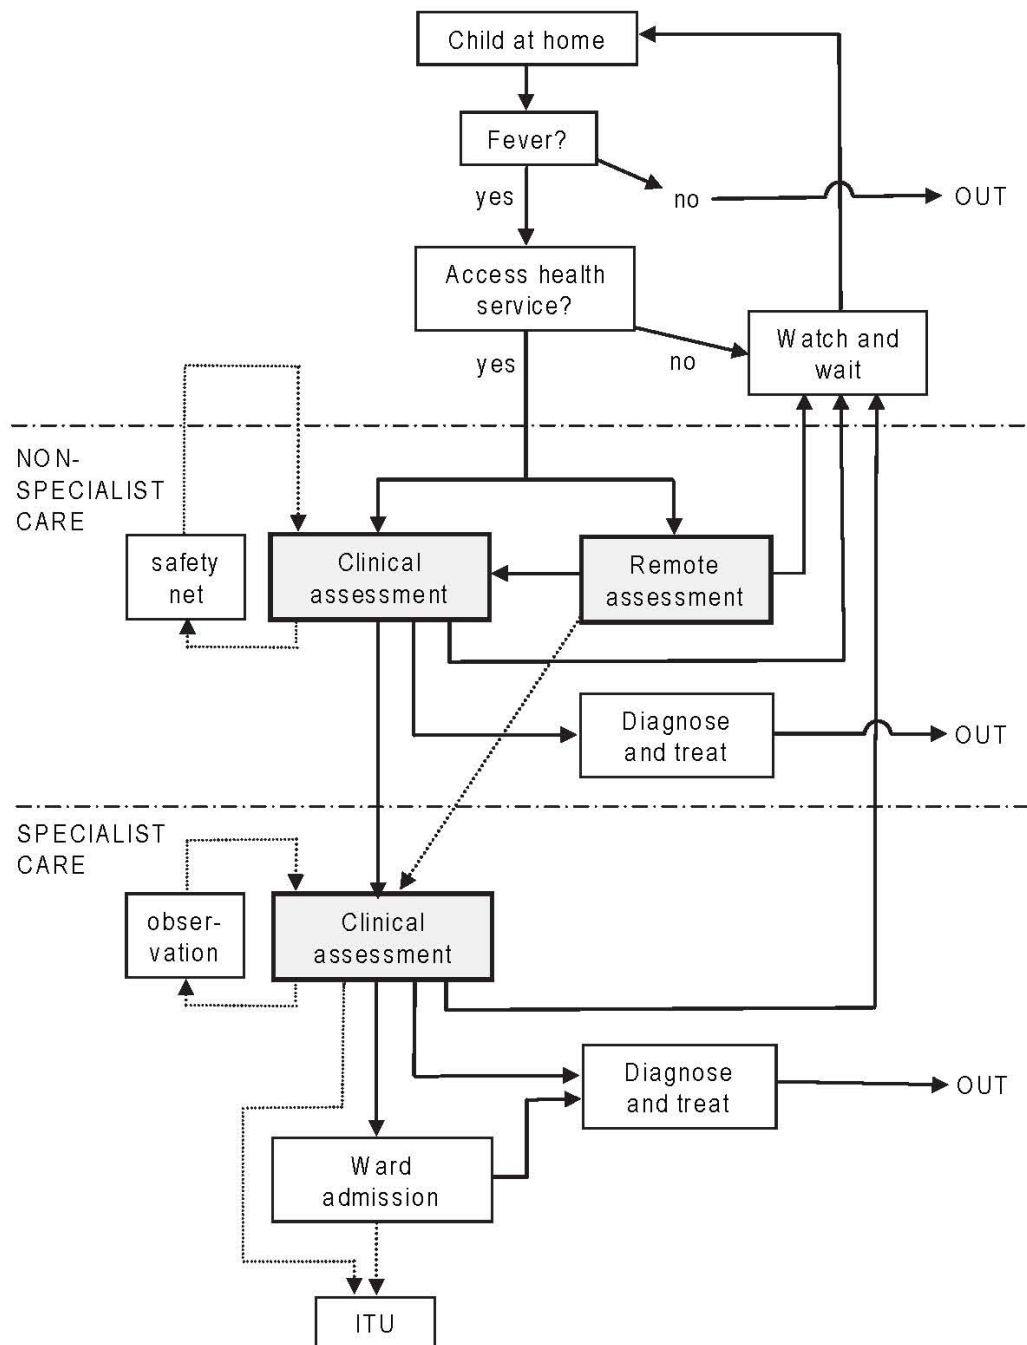 Child at home
Fever?
yes
no
OUT
Access health
service?
yes
no
Watch and
wait
NON-
SPECIALIST
CARE
safety
net
Clinical
assessment
Remote
assessment
Diagnose
and treat
OUT
SPECIALIST
CARE
obser-
vation
Clinical
assessment
Diagnose
and treat
OUT
Ward
admission
ITU